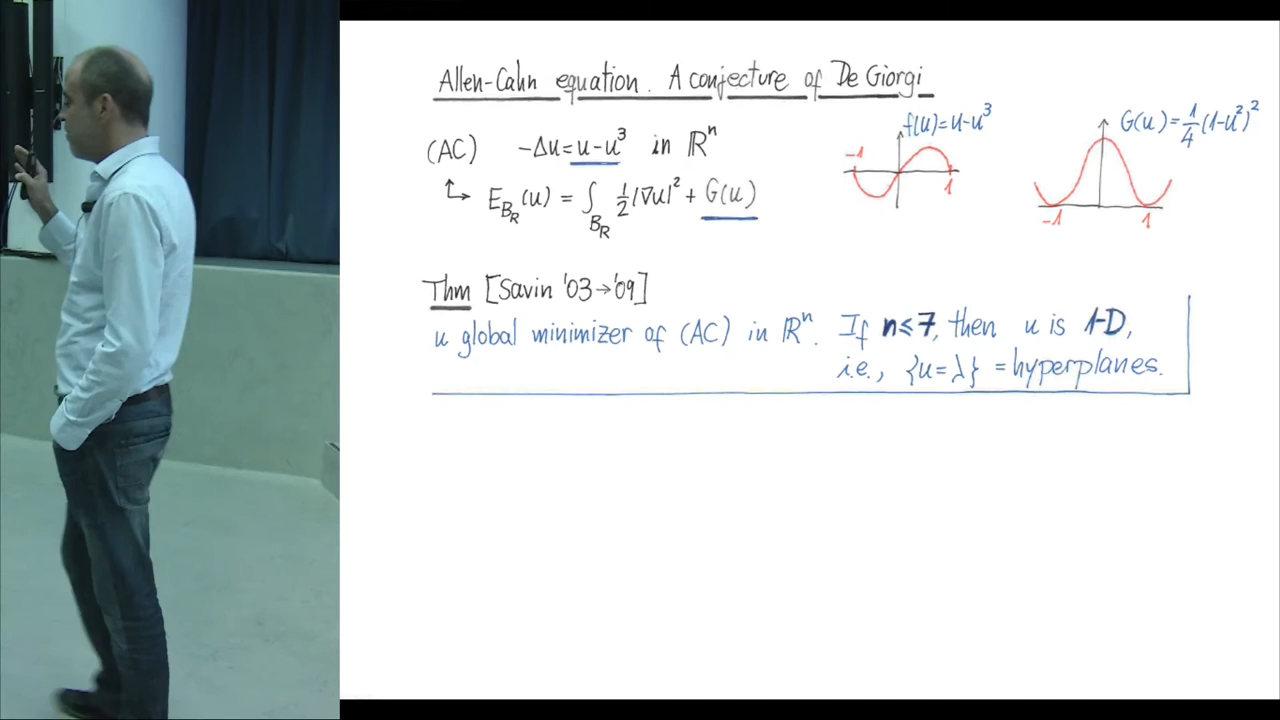 Allen-Cahn equation. A conjecture of De Giorgi
(AC) -Δu = u-u³ in ℝⁿ
f(u)=u-u³
-1 1
G(u)=1/4(1-u²)²
-1 1
↳ E_{B_R}(u) = ∫_{B_R} 1/2|∇u|² + G(u)
Thm [Savin '03→'09]
u global minimizer of (AC) in ℝⁿ. If n≤7, then u is 1-D,
i.e., {u=λ} = hyperplanes.